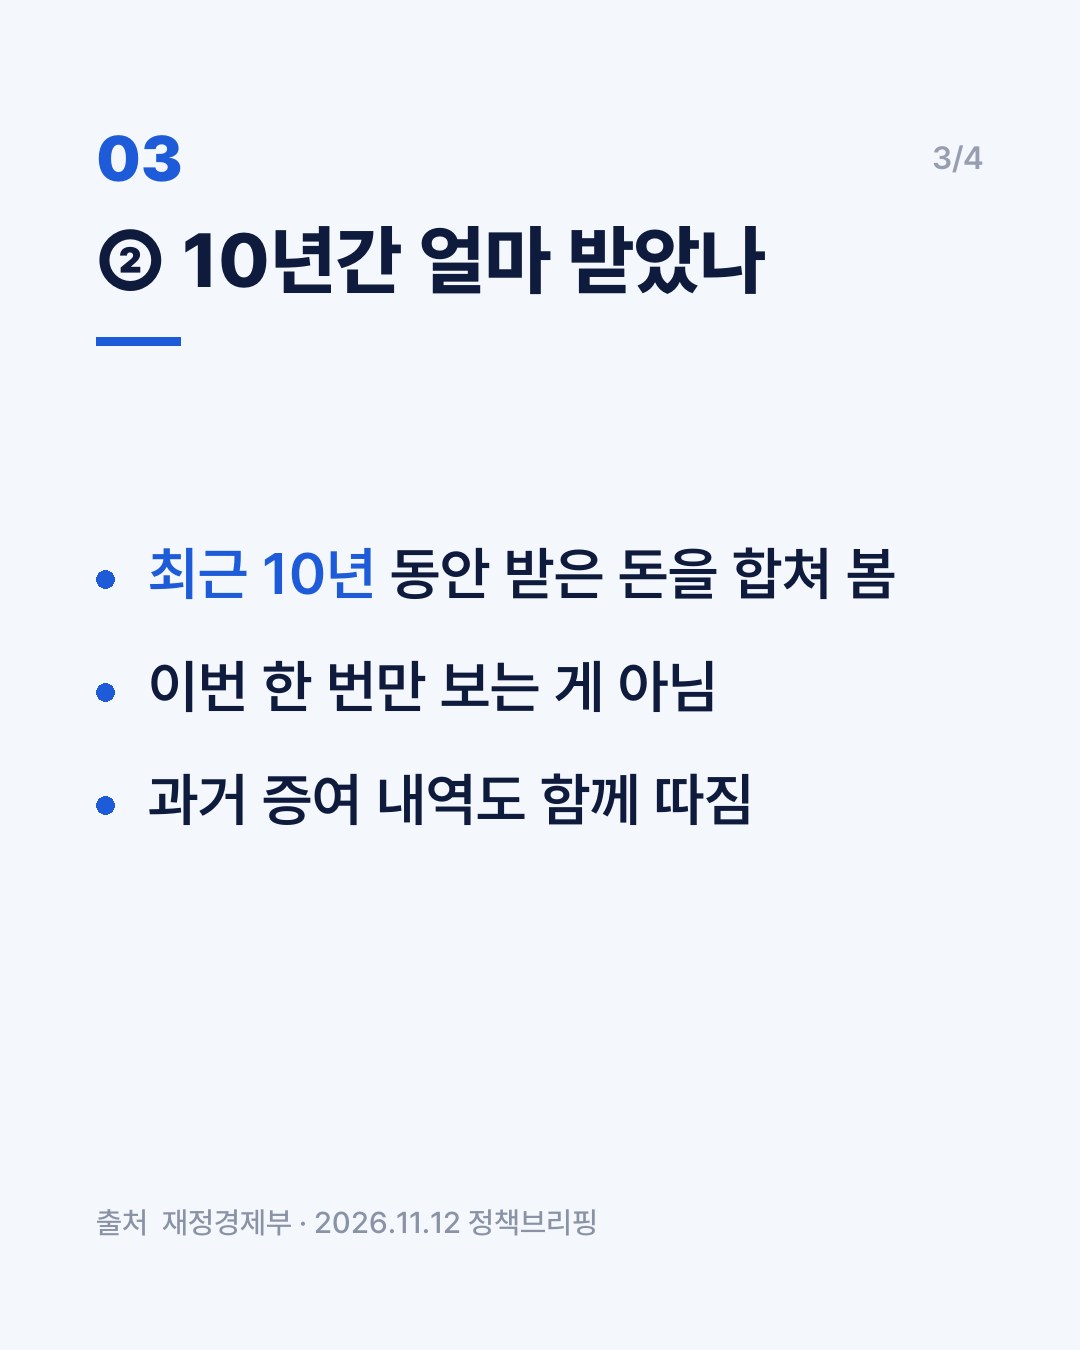 03
3/4
② 10년간 얼마 받았나
• 최근 10년 동안 받은 돈을 합쳐 봄
• 이번 한 번만 보는 게 아님
• 과거 증여 내역도 함께 따짐
출처 재정경제부 · 2026.11.12 정책브리핑